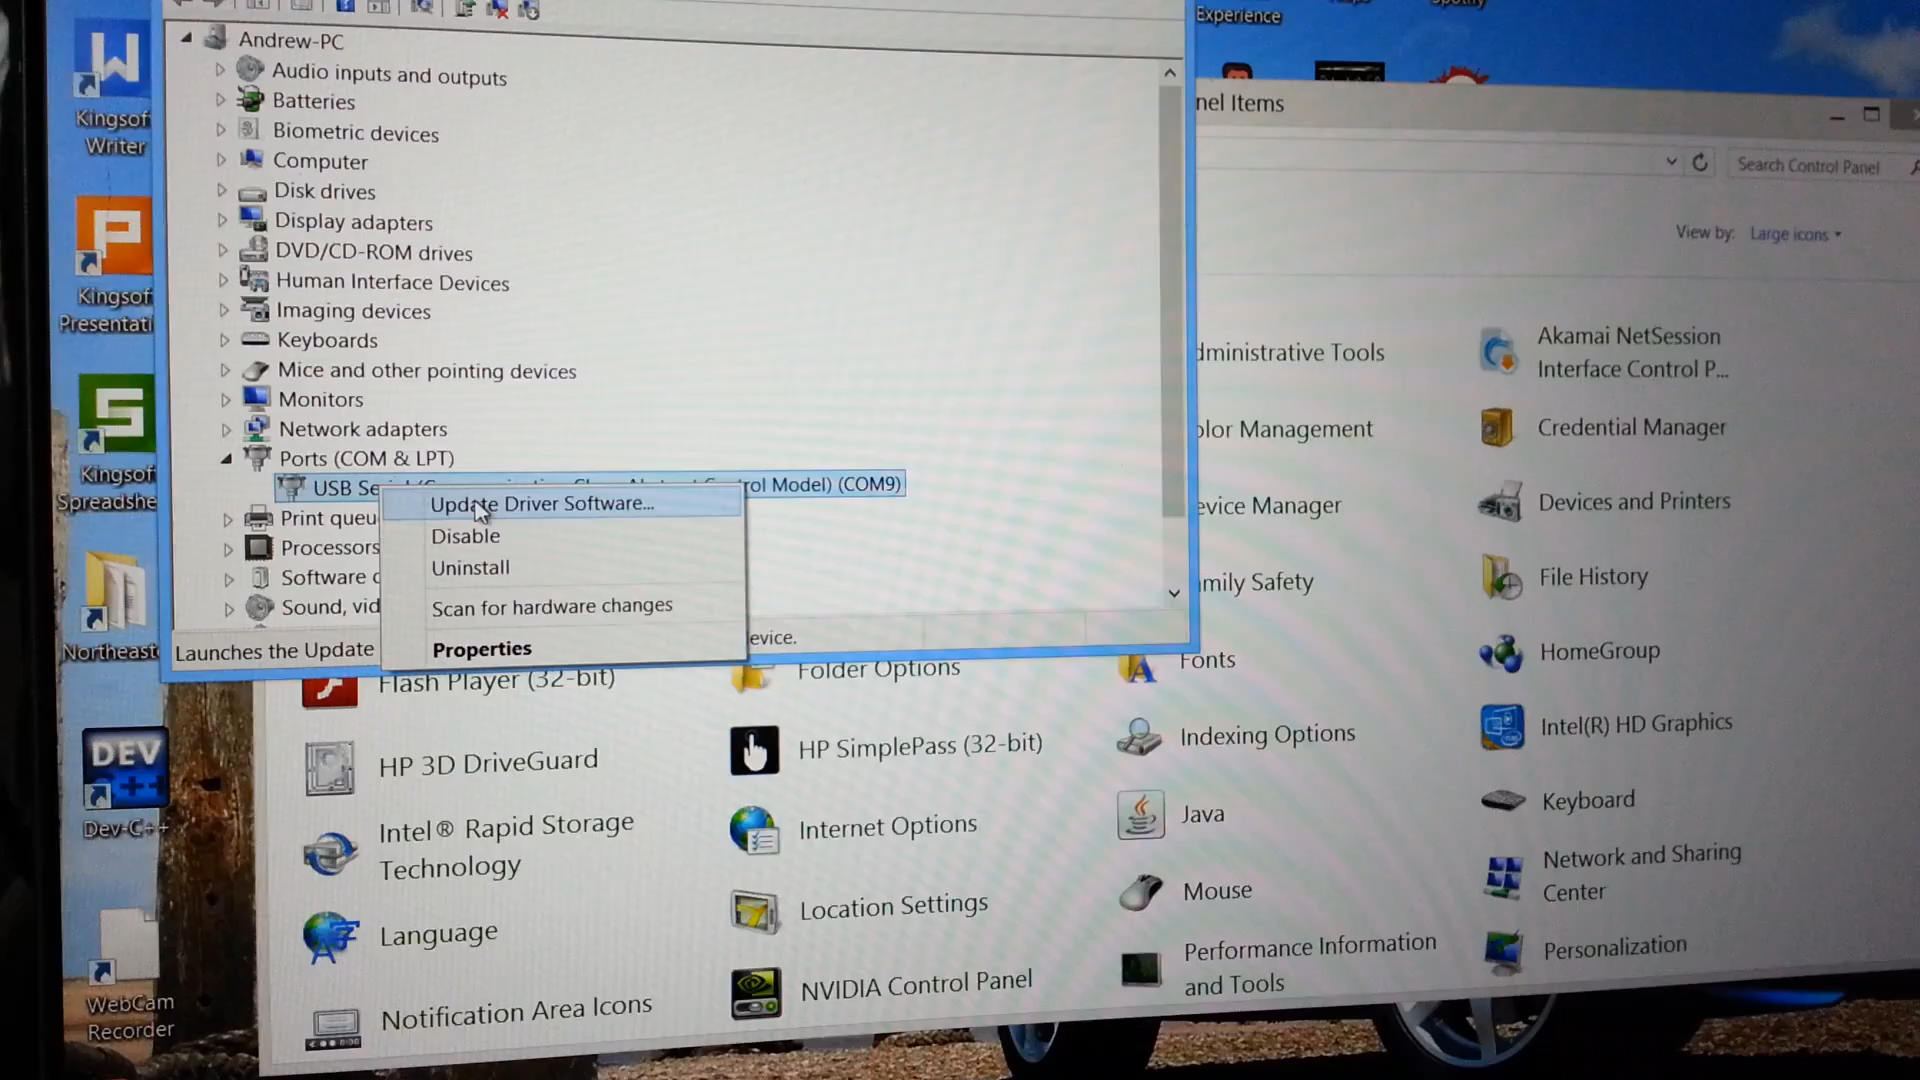 Andrew-PC
Audio inputs and outputs
Batteries
Biometric devices
Computer
Disk drives
Display adapters
DVD/CD-ROM drives
Human Interface Devices
Imaging devices
Keyboards
Mice and other pointing devices
Monitors
Network adapters
Ports (COM & LPT)
USB Se
ol Model) (COM9)
Print queu
Processors
Software
Sound, vid
Launches the Update
evice.
Update Driver Software...
Disable
Uninstall
Scan for hardware changes
Properties
Kingsof
Writer
Kingsof
Presentati
Kingsof
Spreadshe
Northeast
DEV
C++
Dev-C++
WebCam
Recorder
Experience
Spotify
nel Items
Search Control Panel
View by: Large icons
dministrative Tools
Akamai NetSession
Interface Control P...
olor Management
Credential Manager
evice Manager
Devices and Printers
mily Safety
File History
Flash Player (32-bit)
Folder Options
Fonts
HomeGroup
HP 3D DriveGuard
HP SimplePass (32-bit)
Indexing Options
Intel(R) HD Graphics
Intel® Rapid Storage
Technology
Internet Options
Java
Keyboard
Language
Location Settings
Mouse
Network and Sharing
Center
Notification Area Icons
NVIDIA Control Panel
Performance Information
and Tools
Personalization